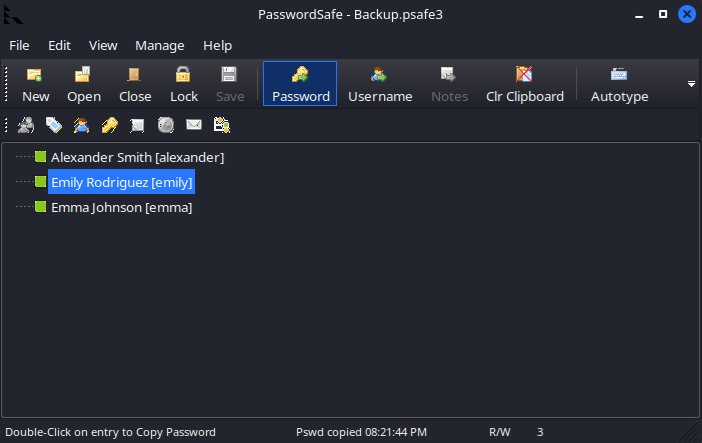 PasswordSafe - Backup.psafe3
File Edit View Manage Help
New Open Close Lock Save Password Username Notes Clr Clipboard Autotype
Alexander Smith [alexander]
Emily Rodriguez [emily]
Emma Johnson [emma]
Double-Click on entry to Copy Password Pswd copied 08:21:44 PM R/W 3